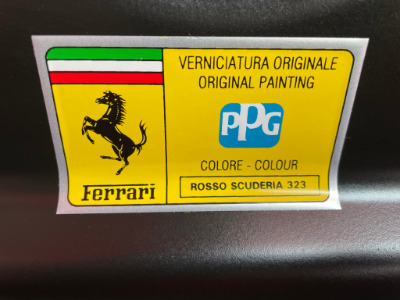 VERNICIATURA ORIGINALE
ORIGINAL PAINTING
PPG
COLORE - COLOUR
ROSSO SCUDERIA 323
Ferrari